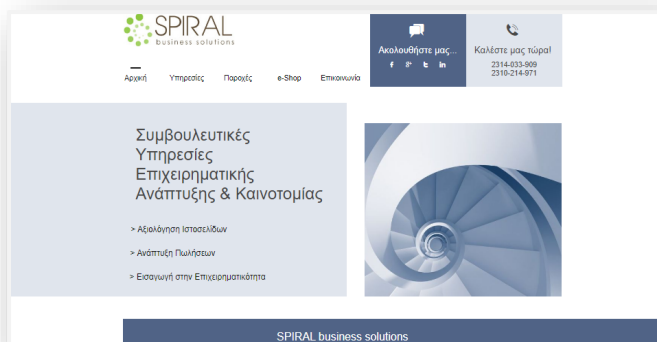 SPIRAL
business solutions
Ακολουθήστε μας...
Καλέστε μας τώρα!
2314-033-909
2310-214-971
Αρχική Υπηρεσίες Παροχές e-Shop Επικοινωνία
Συμβουλευτικές
Υπηρεσίες
Επιχειρηματικής
Ανάπτυξης & Καινοτομίας
> Αξιολόγηση Ιστοσελίδων
> Ανάπτυξη Πωλήσεων
> Εισαγωγή στην Επιχειρηματικότητα
SPIRAL business solutions